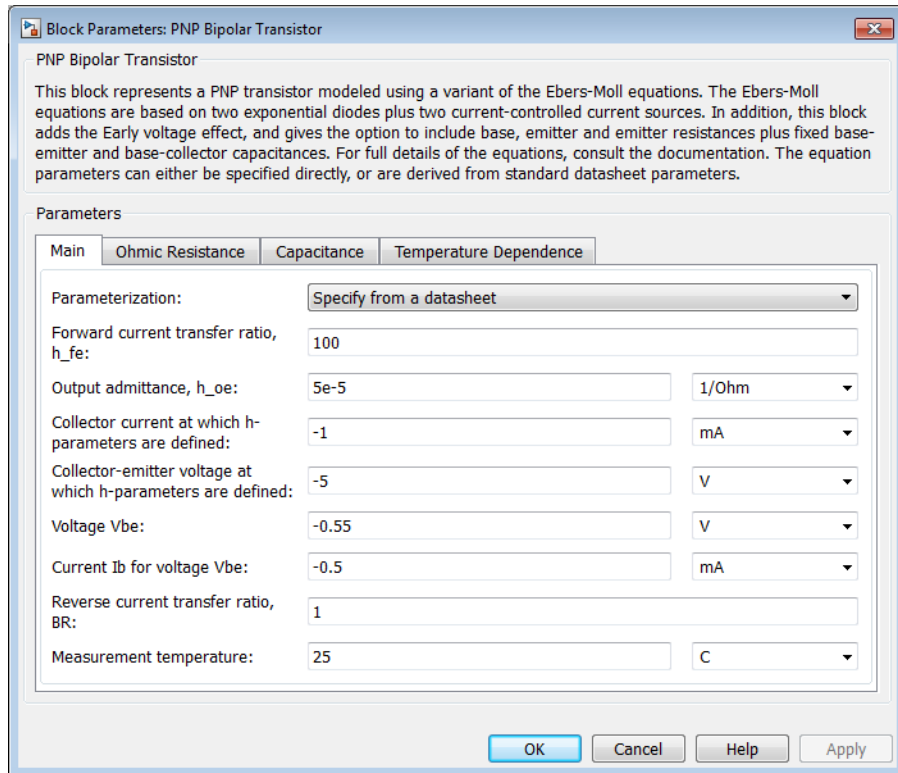 Block Parameters: PNP Bipolar Transistor
PNP Bipolar Transistor
This block represents a PNP transistor modeled using a variant of the Ebers-Moll equations. The Ebers-Moll
equations are based on two exponential diodes plus two current-controlled current sources. In addition, this block
adds the Early voltage effect, and gives the option to include base, emitter and emitter resistances plus fixed base-
emitter and base-collector capacitances. For full details of the equations, consult the documentation. The equation
parameters can either be specified directly, or are derived from standard datasheet parameters.
Parameters
Main Ohmic Resistance Capacitance Temperature Dependence
Parameterization: Specify from a datasheet
Forward current transfer ratio,
h_fe: 100
Output admittance, h_oe: 5e-5 1/Ohm
Collector current at which h-
parameters are defined: -1 mA
Collector-emitter voltage at
which h-parameters are defined: -5 V
Voltage Vbe: -0.55 V
Current Ib for voltage Vbe: -0.5 mA
Reverse current transfer ratio,
BR: 1
Measurement temperature: 25 C
OK Cancel Help Apply